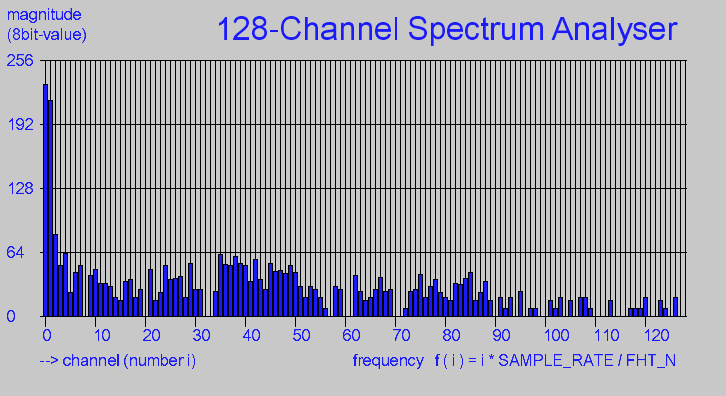 magnitude
(8bit-value)
128-Channel Spectrum Analyser
256
192
128
64
0
0 10 20 30 40 50 60 70 80 90 100 110 120
--> channel (number i)
frequency f ( i ) = i * SAMPLE_RATE / FHT_N